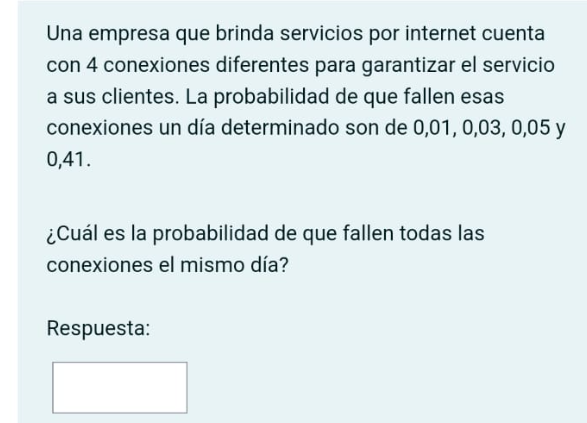 Una empresa que brinda servicios por internet cuenta
con 4 conexiones diferentes para garantizar el servicio
a sus clientes. La probabilidad de que fallen esas
conexiones un día determinado son de 0,01, 0,03, 0,05 y
0,41.
¿Cuál es la probabilidad de que fallen todas las
conexiones el mismo día?
Respuesta: